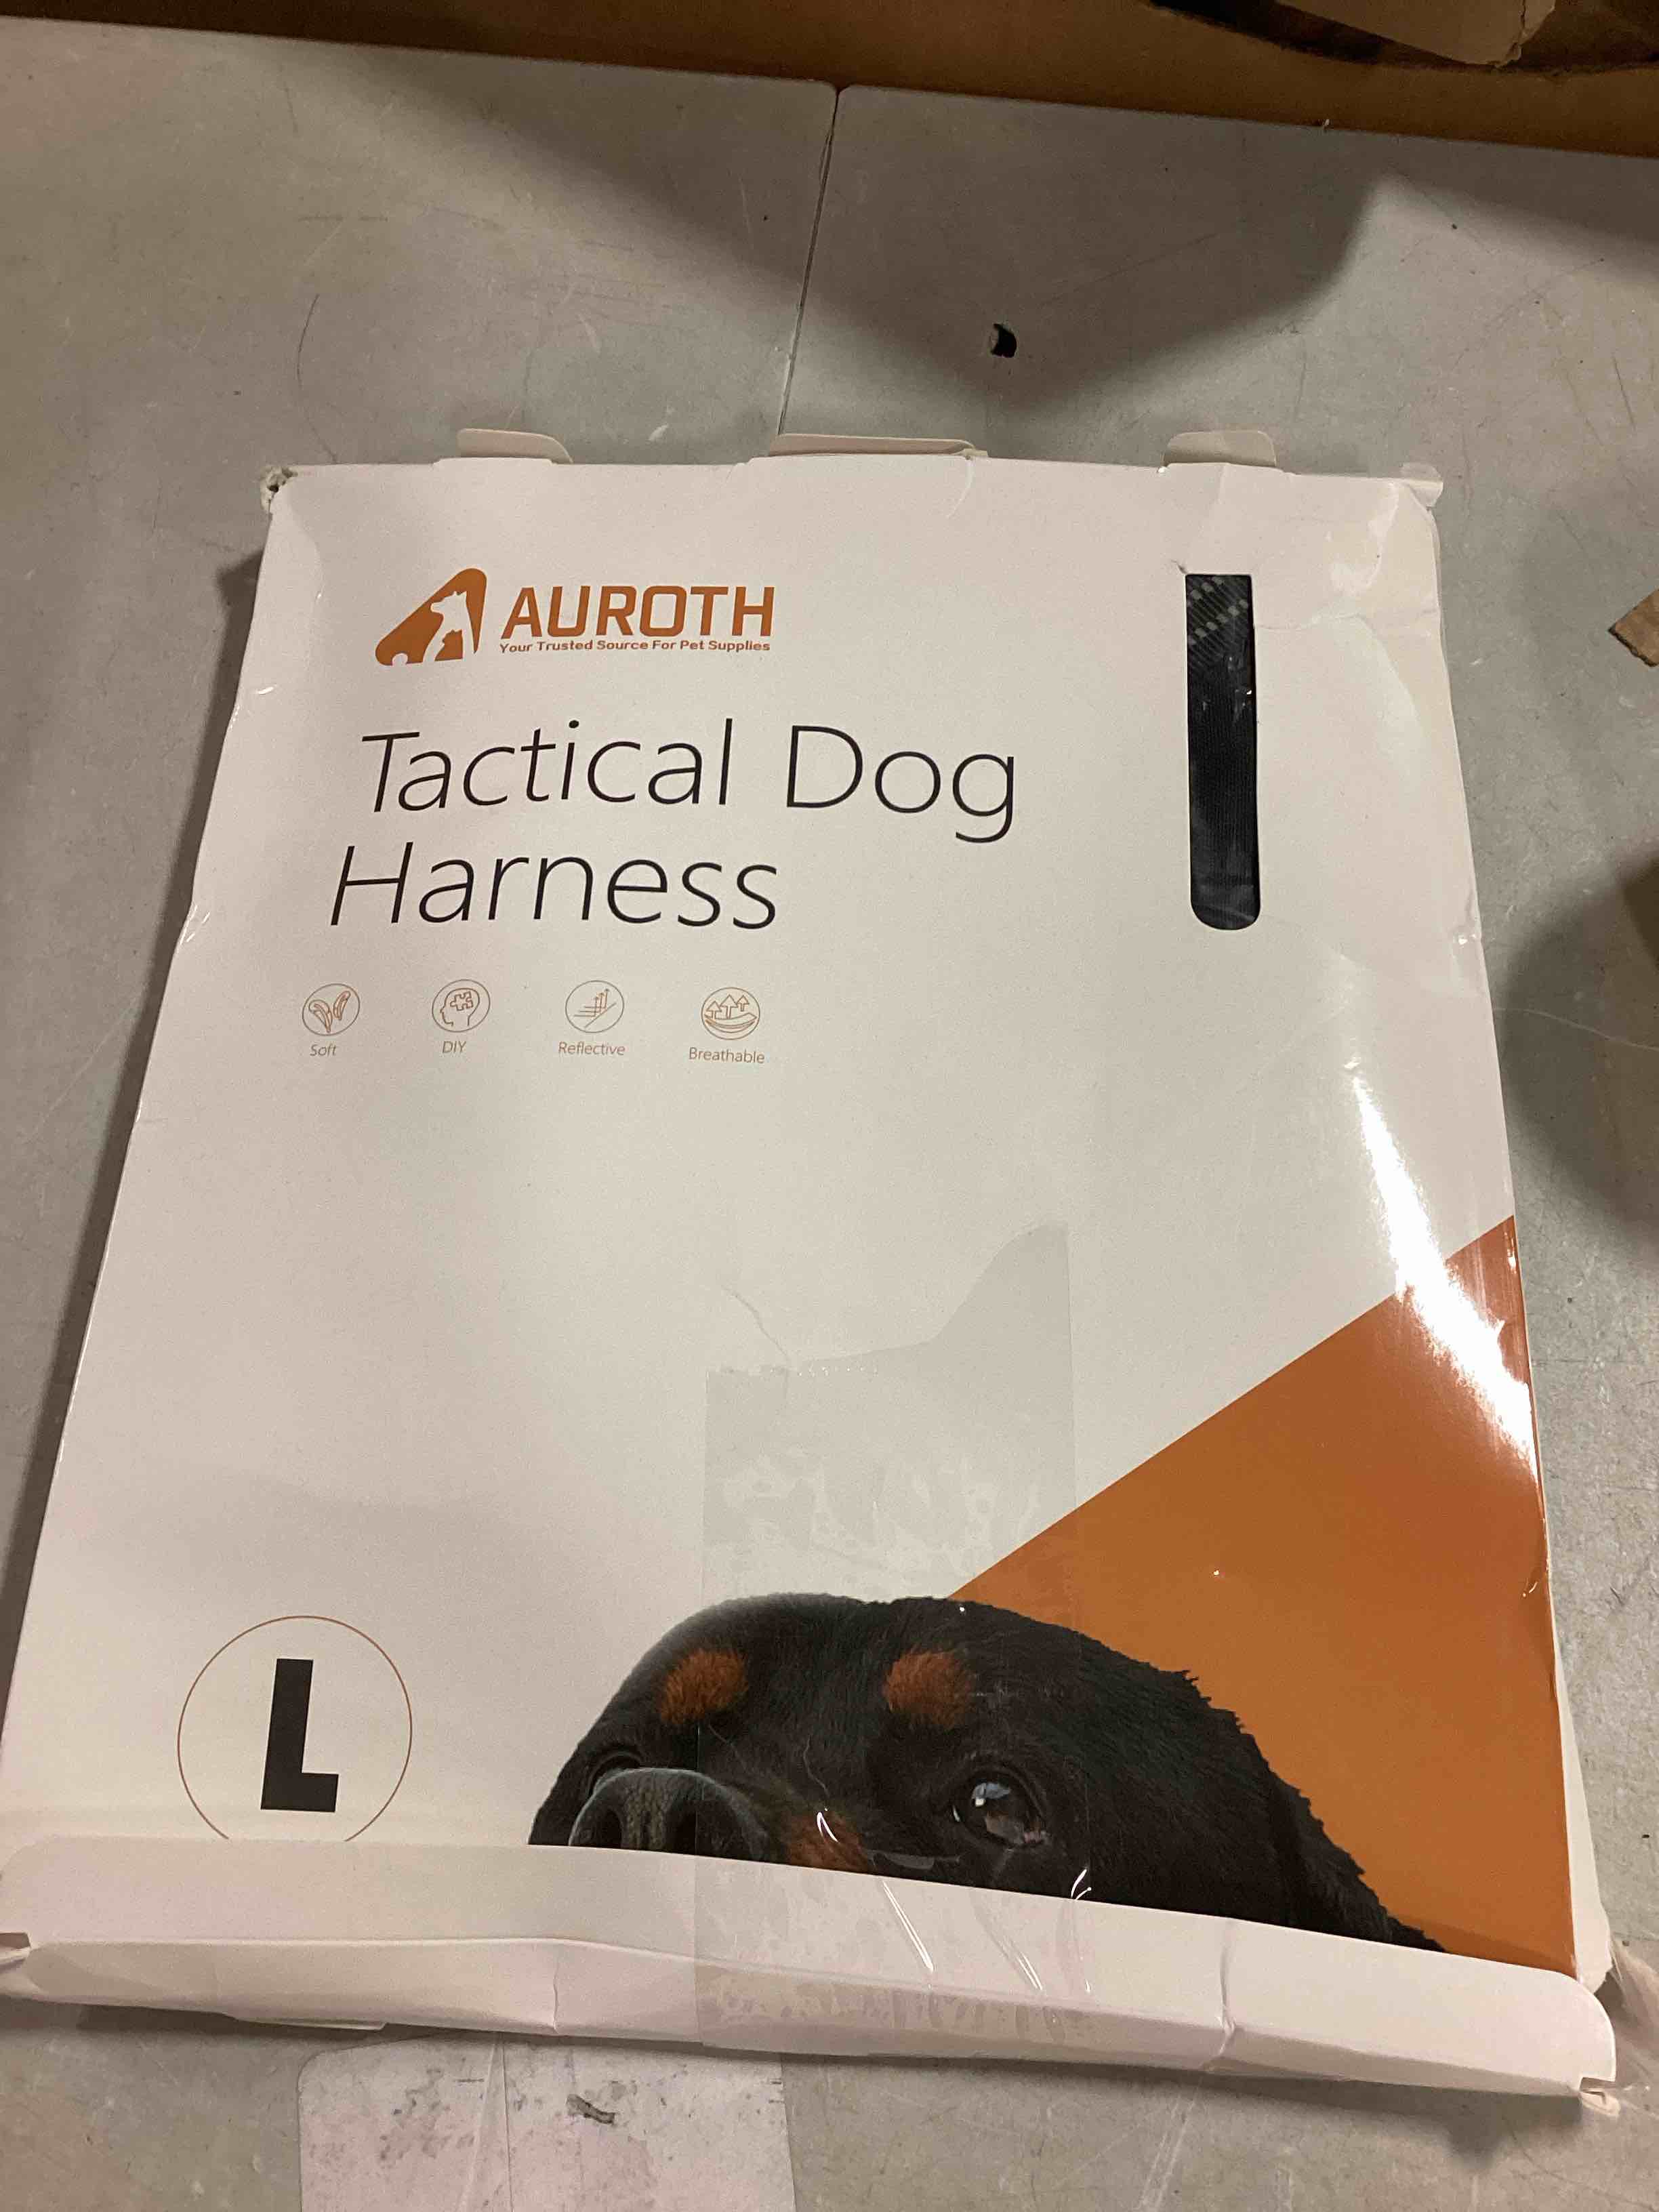 AUROTH
Your Trusted Source For Pet Supplies
Tactical Dog
Harness
Soft
DIY
Reflective
Breathable
L